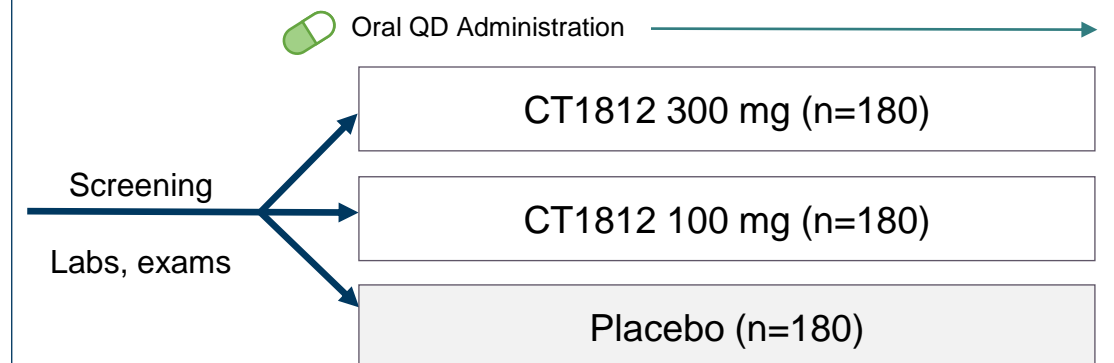 Oral QD Administration
CT1812 300 mg (n=180)
Screening
CT1812 100 mg (n=180)
Labs, exams
Placebo (n=180)